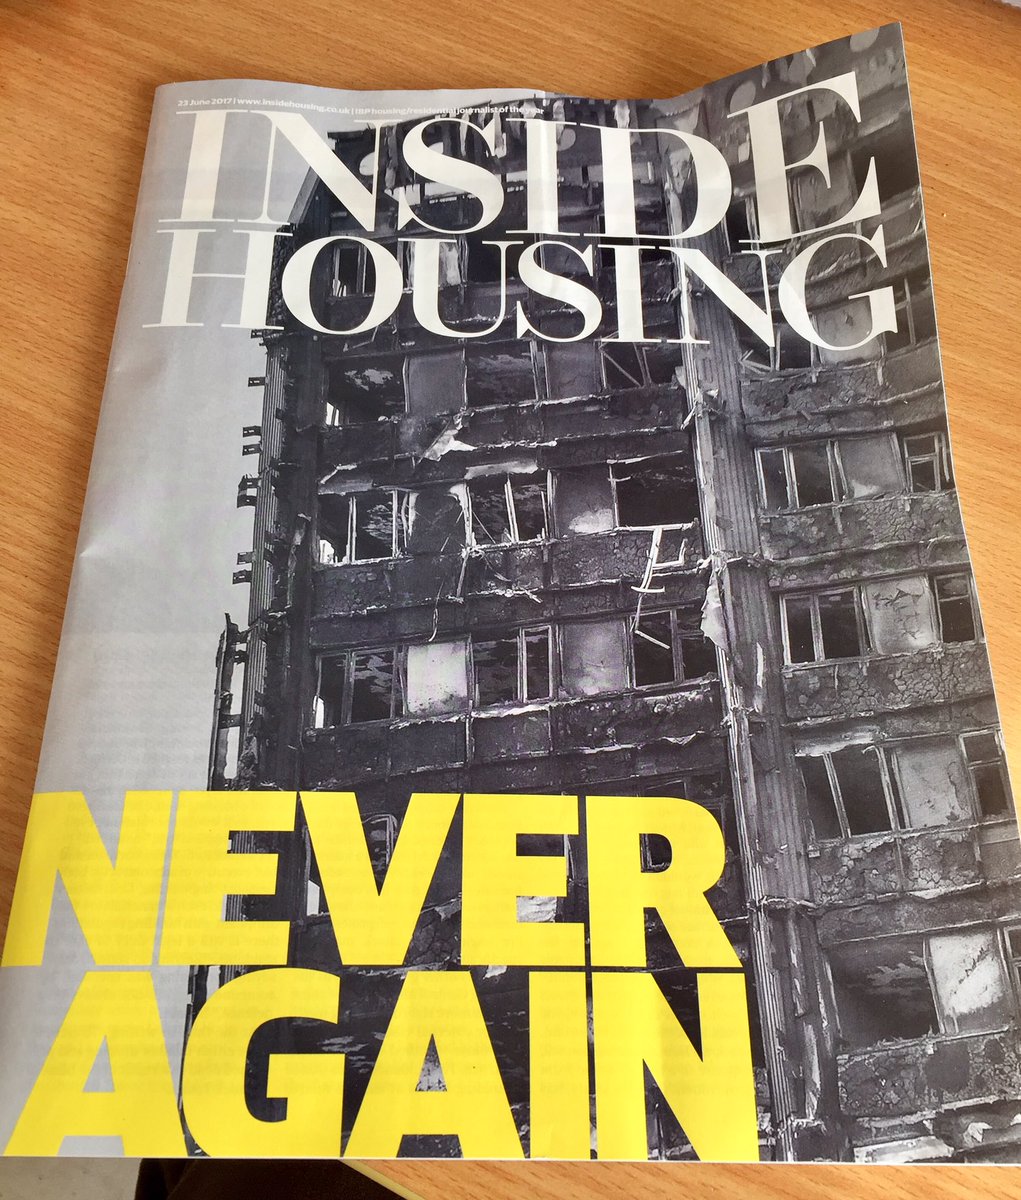 23 June 2017 | www.insidehousing.co.uk | IBP housing/residential journalist of the year
INSIDE
HOUSING
NEVER
AGAIN